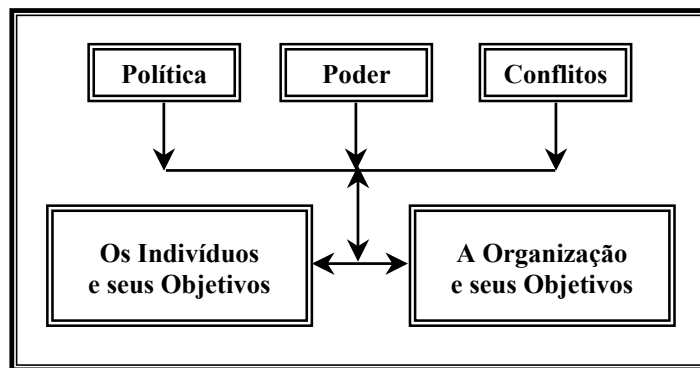 Política
Poder
Conflitos
Os Indivíduos
e seus Objetivos
A Organização
e seus Objetivos